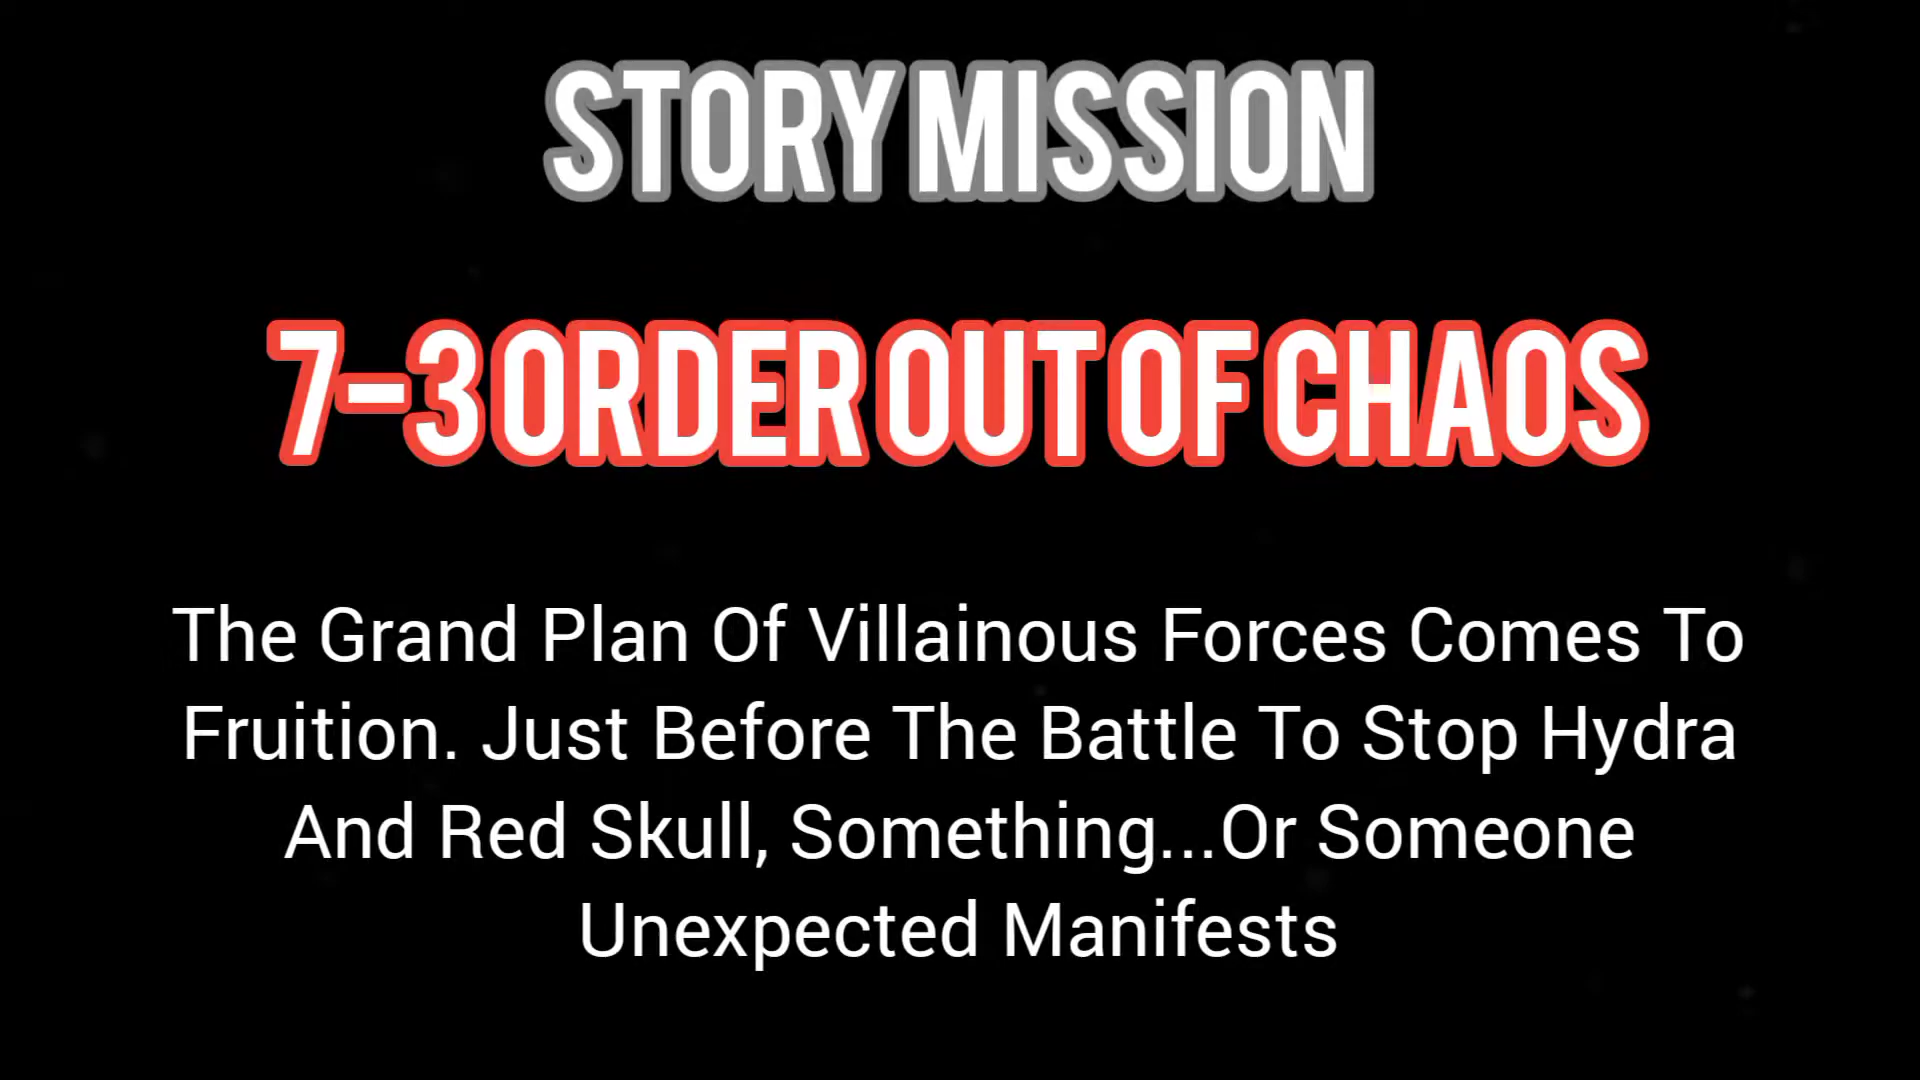 STORY MISSION
7-3 ORDER OUT OF CHAOS
The Grand Plan Of Villainous Forces Comes To
Fruition. Just Before The Battle To Stop Hydra
And Red Skull, Something...Or Someone
Unexpected Manifests